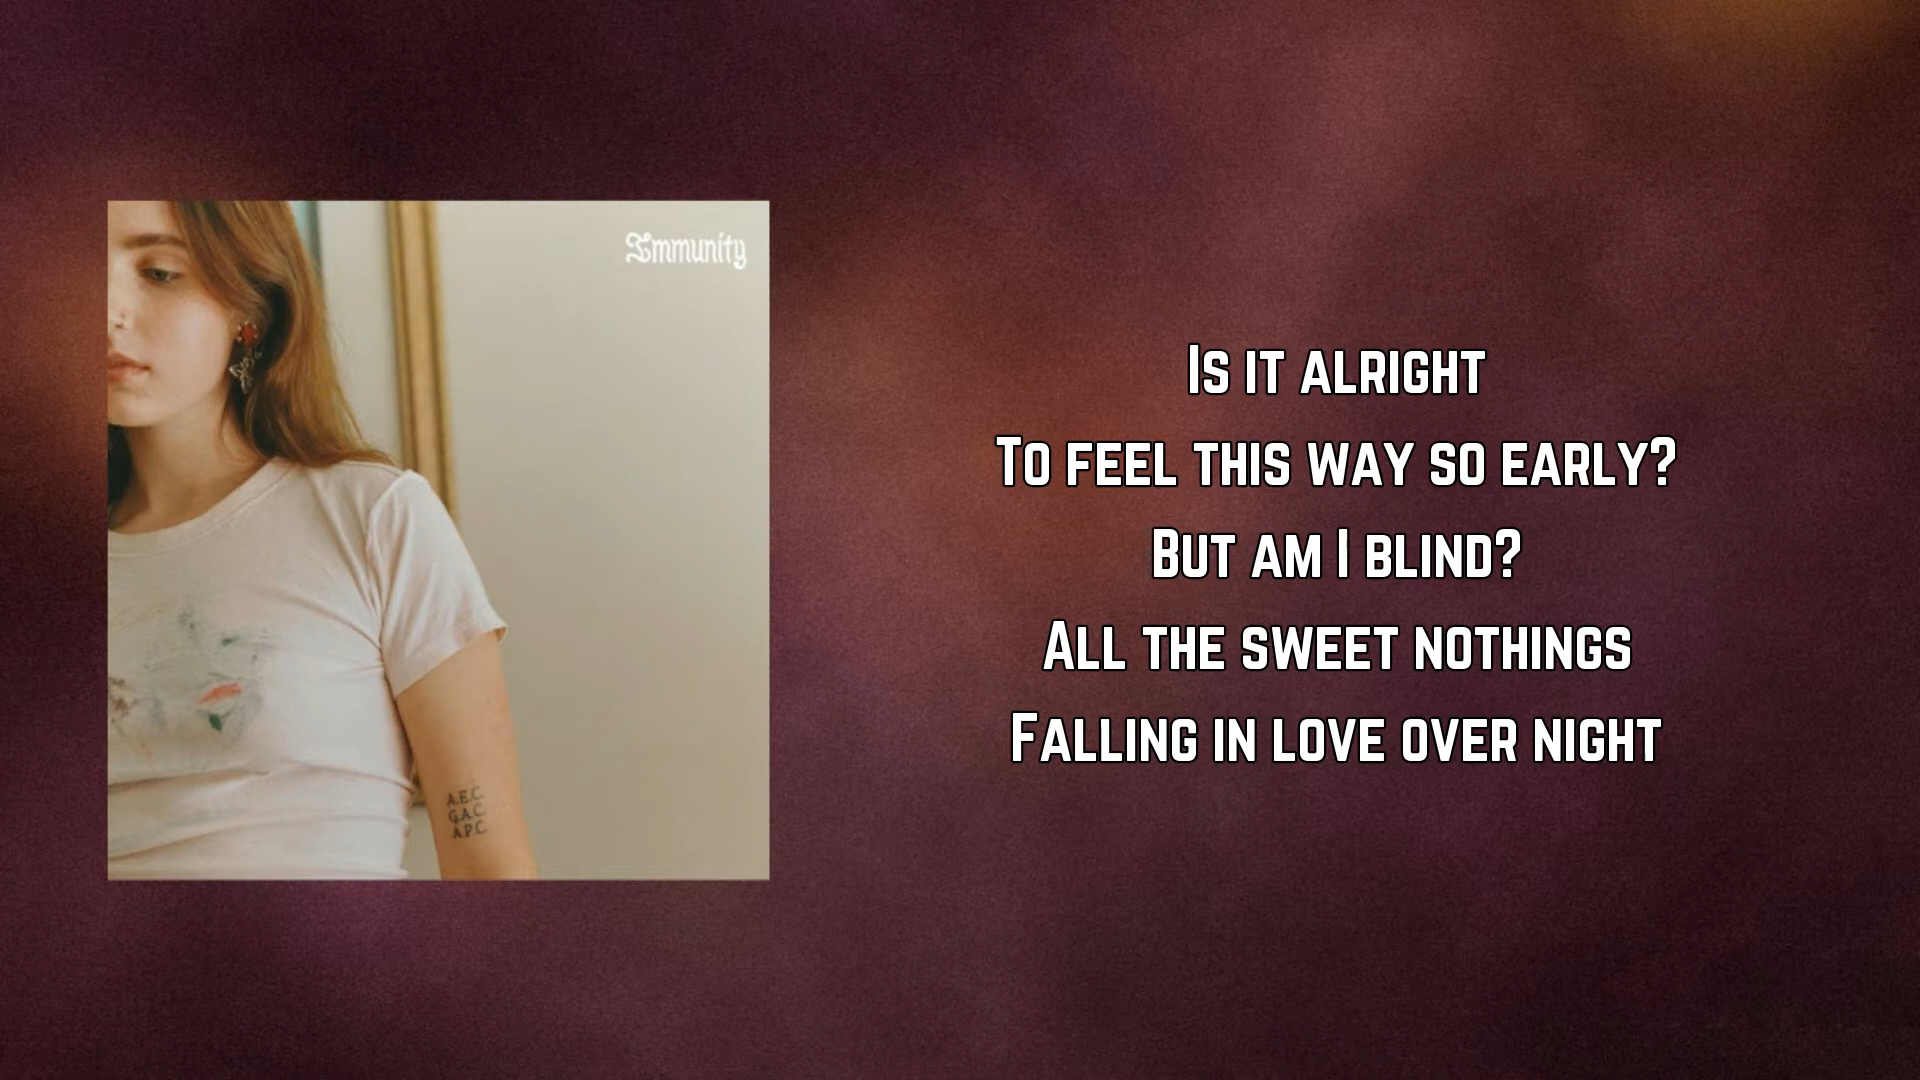 Immunity
Is it alright
To feel this way so early?
But am I blind?
All the sweet nothings
Falling in love over night
A.E.C.
G.A.C.
A.P.C.